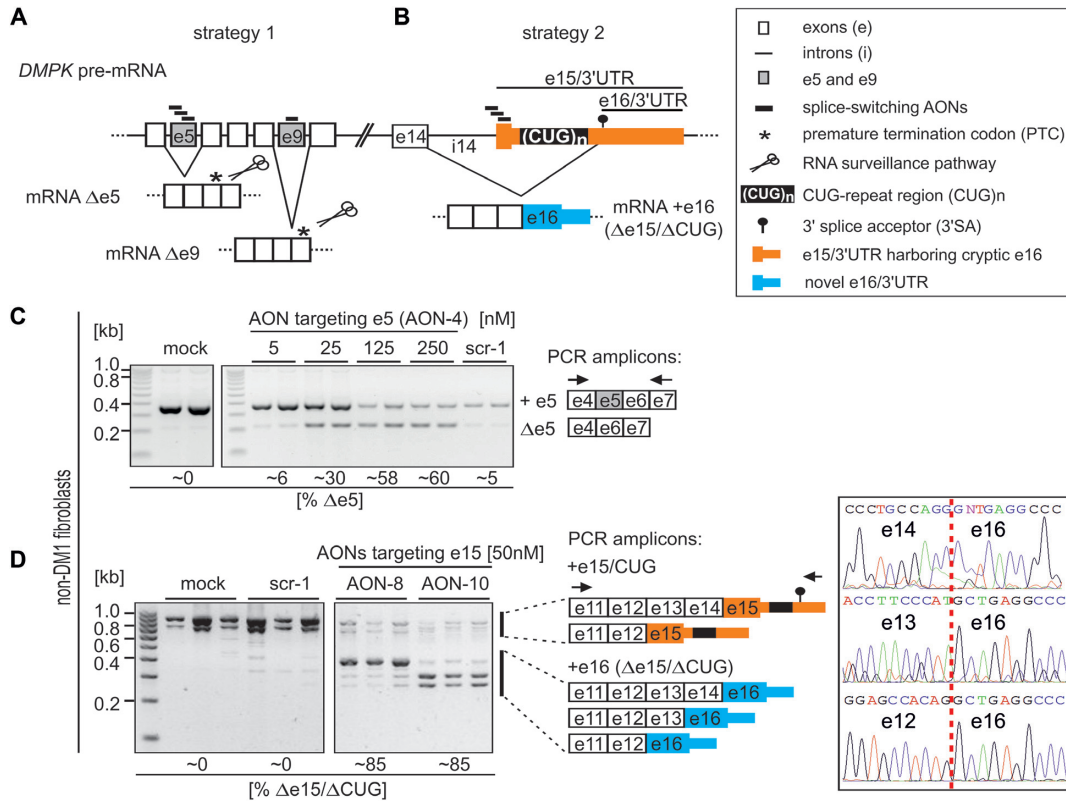 A
strategy 1
DMPK pre-mRNA
e5
e9
*
mRNA Δe5
*
mRNA Δe9
B
strategy 2
e15/3'UTR
e16/3'UTR
e14
i14
(CUG)n
e16
mRNA +e16
(Δe15/ΔCUG)
exons (e)
introns (i)
e5 and e9
splice-switching AONs
* premature termination codon (PTC)
RNA surveillance pathway
(CUG)n CUG-repeat region (CUG)n
3' splice acceptor (3'SA)
e15/3'UTR harboring cryptic e16
novel e16/3'UTR
non-DM1 fibroblasts
C
[kb]
AON targeting e5 (AON-4) [nM]
mock 5 25 125 250 scr-1
1.0
0.8
0.4
0.2
+ e5
Δe5
~0 ~6 ~30 ~58 ~60 ~5
[% Δe5]
PCR amplicons:
e4 e5 e6 e7
e4 e6 e7
D
[kb]
AONs targeting e15 [50nM]
mock scr-1 AON-8 AON-10
1.0
0.8
0.4
0.2
~0 ~0 ~85 ~85
[% Δe15/ΔCUG]
PCR amplicons:
+e15/CUG
e11 e12 e13 e14 e15
e11 e12 e15
+e16 (Δe15/ΔCUG)
e11 e12 e13 e14 e16
e11 e12 e13 e16
e11 e12 e16
CCCTGCCAGGGNTGAGGCCC
e14 e16
ACCTTCCCATGCTGAGGCCC
e13 e16
GGAGCCACAGGCTGAGGCCC
e12 e16